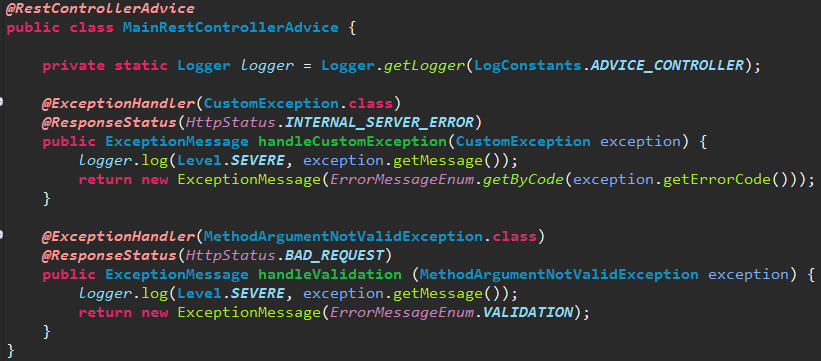 @RestControllerAdvice
public class MainRestControllerAdvice {
private static Logger logger = Logger.getLogger(LogConstants.ADVICE_CONTROLLER);
@ExceptionHandler(CustomException.class)
@ResponseStatus(HttpStatus.INTERNAL_SERVER_ERROR)
public ExceptionMessage handleCustomException(CustomException exception) {
logger.log(Level.SEVERE, exception.getMessage());
return new ExceptionMessage(ErrorMessageEnum.getByCode(exception.getErrorCode()));
}
@ExceptionHandler(MethodArgumentNotValidException.class)
@ResponseStatus(HttpStatus.BAD_REQUEST)
public ExceptionMessage handleValidation (MethodArgumentNotValidException exception) {
logger.log(Level.SEVERE, exception.getMessage());
return new ExceptionMessage(ErrorMessageEnum.VALIDATION);
}
}